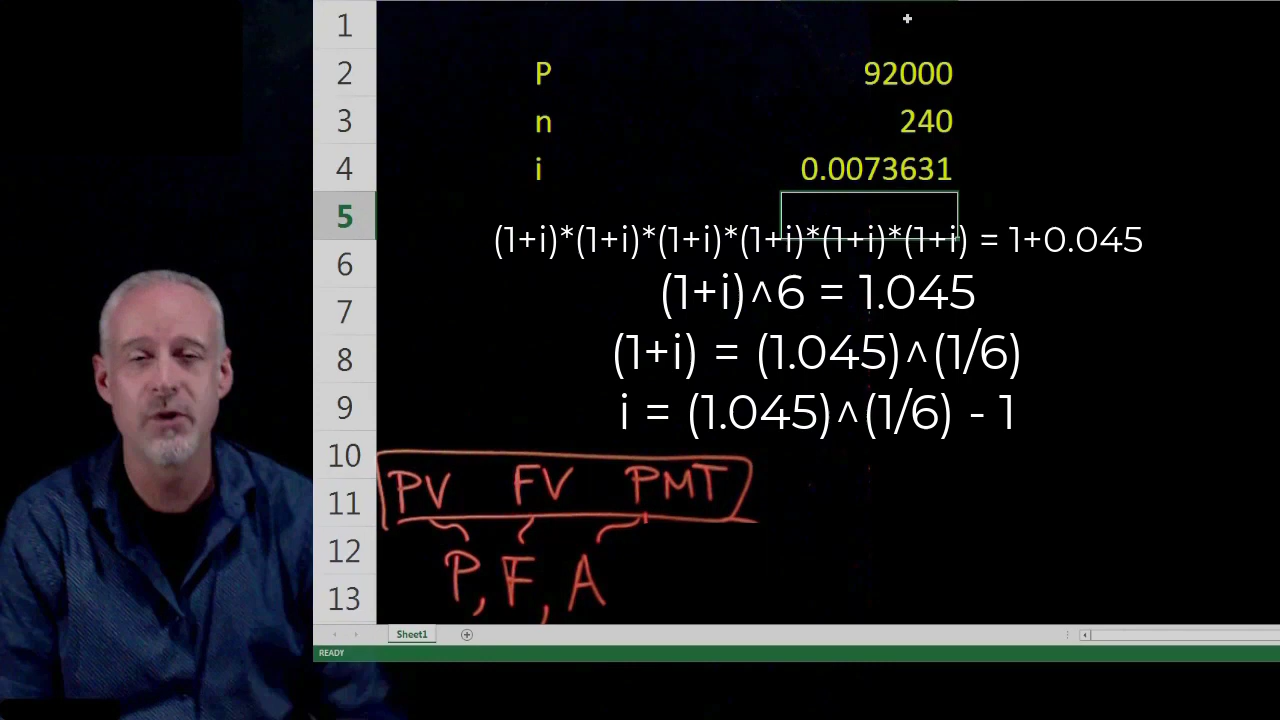 1
2 P 92000
3 n 240
4 i 0.0073631
5
(1+i)*(1+i)*(1+i)*(1+i)*(1+i)*(1+i) = 1+0.045
6
(1+i)^6 = 1.045
7
(1+i) = (1.045)^(1/6)
8
9 i = (1.045)^(1/6) - 1
10
PV FV PMT
11
12
P, F, A
13
Sheet1
READY